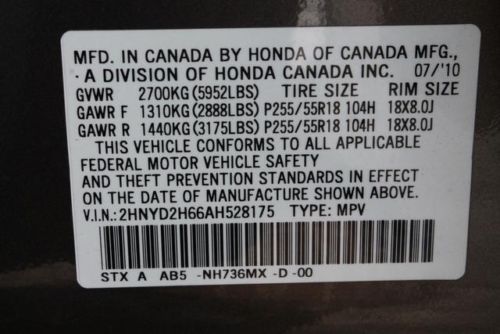 MFD. IN CANADA BY HONDA OF CANADA MFG.,
A DIVISION OF HONDA CANADA INC. 07/'10
GVWR 2700KG(5952LBS) TIRE SIZE RIM SIZE
GAWR F 1310KG(2888LBS) P255/55R18 104H 18X8.0J
GAWR R 1440KG(3175LBS) P255/55R18 104H 18X8.0J
THIS VEHICLE CONFORMS TO ALL APPLICABLE
FEDERAL MOTOR VEHICLE SAFETY
AND THEFT PREVENTION STANDARDS IN EFFECT
ON THE DATE OF MANUFACTURE SHOWN ABOVE.
V.I.N.: 2HNYD2H66AH528175 TYPE: MPV
STX A AB5 -NH736MX -D -00